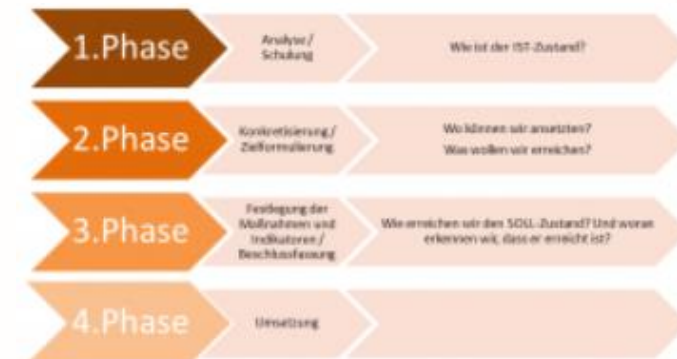 1.Phase
Analyse /
Schulung
Wie ist der IST-Zustand?
2.Phase
Konkretisierung /
Zielformulierung
Wo können wir ansetzten?
Was wollen wir erreichen?
3.Phase
Festlegung der
Maßnahmen und
Indikatoren /
Beschlussfassung
Wie erreichen wir den SOLL-Zustand? Und woran
erkennen wir, dass er erreicht ist?
4.Phase
Umsetzung